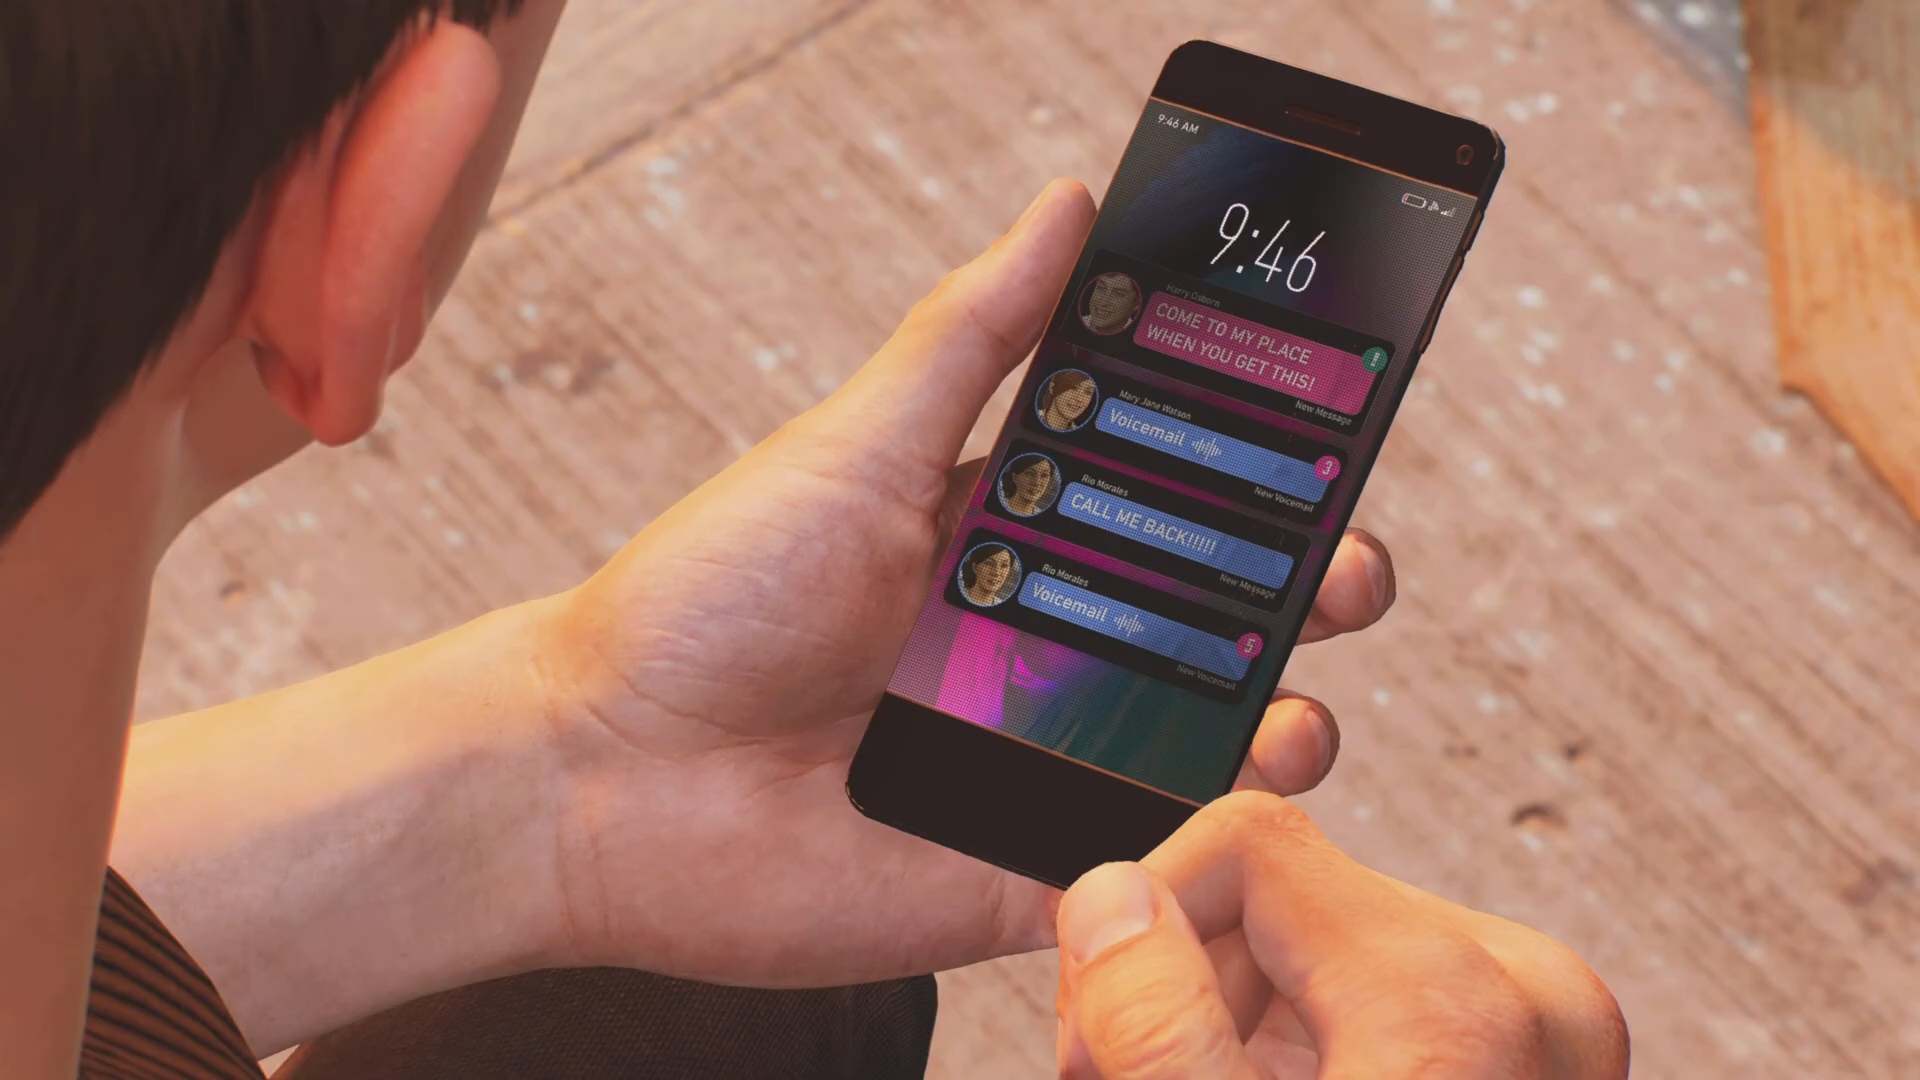 9:46 AM
9:46
Harry Osborn
COME TO MY PLACE
WHEN YOU GET THIS!
New Message
Mary Jane Watson
Voicemail
3
New Voicemail
Rio Morales
CALL ME BACK!!!!!
New Message
Rio Morales
Voicemail
5
New Voicemail